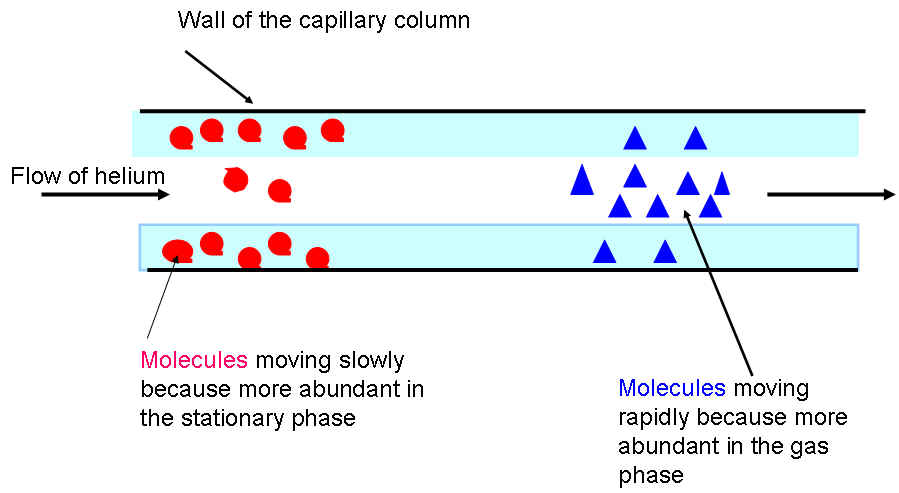 Wall of the capillary column
Flow of helium
Molecules moving slowly
because more abundant in
the stationary phase
Molecules moving
rapidly because more
abundant in the gas
phase